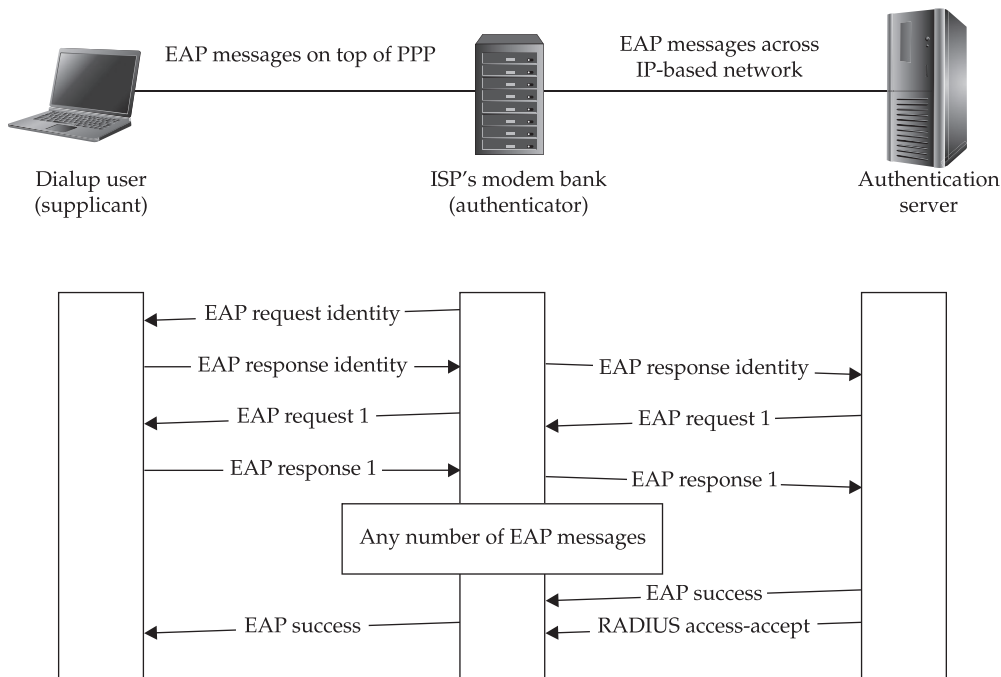 EAP messages on top of PPP
EAP messages across
IP-based network
Dialup user
(supplicant)
ISP's modem bank
(authenticator)
Authentication
server
EAP request identity
EAP response identity
EAP response identity
EAP request 1
EAP request 1
EAP response 1
EAP response 1
Any number of EAP messages
EAP success
EAP success
RADIUS access-accept